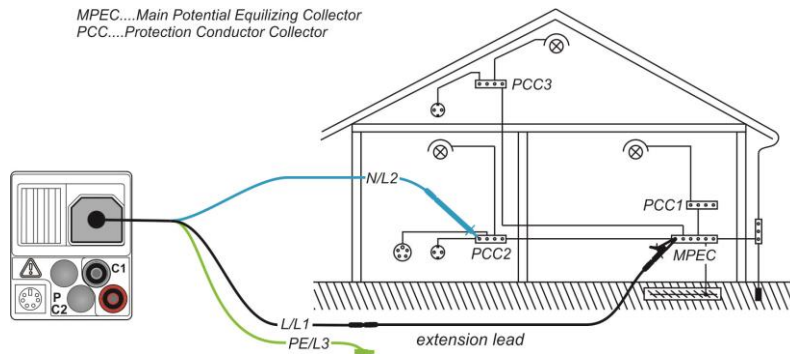 MPEC....Main Potential Equilizing Collector
PCC....Protection Conductor Collector
PCC3
N/L2
PCC1
PCC2
MPEC
C1
P
C2
L/L1
extension lead
PE/L3